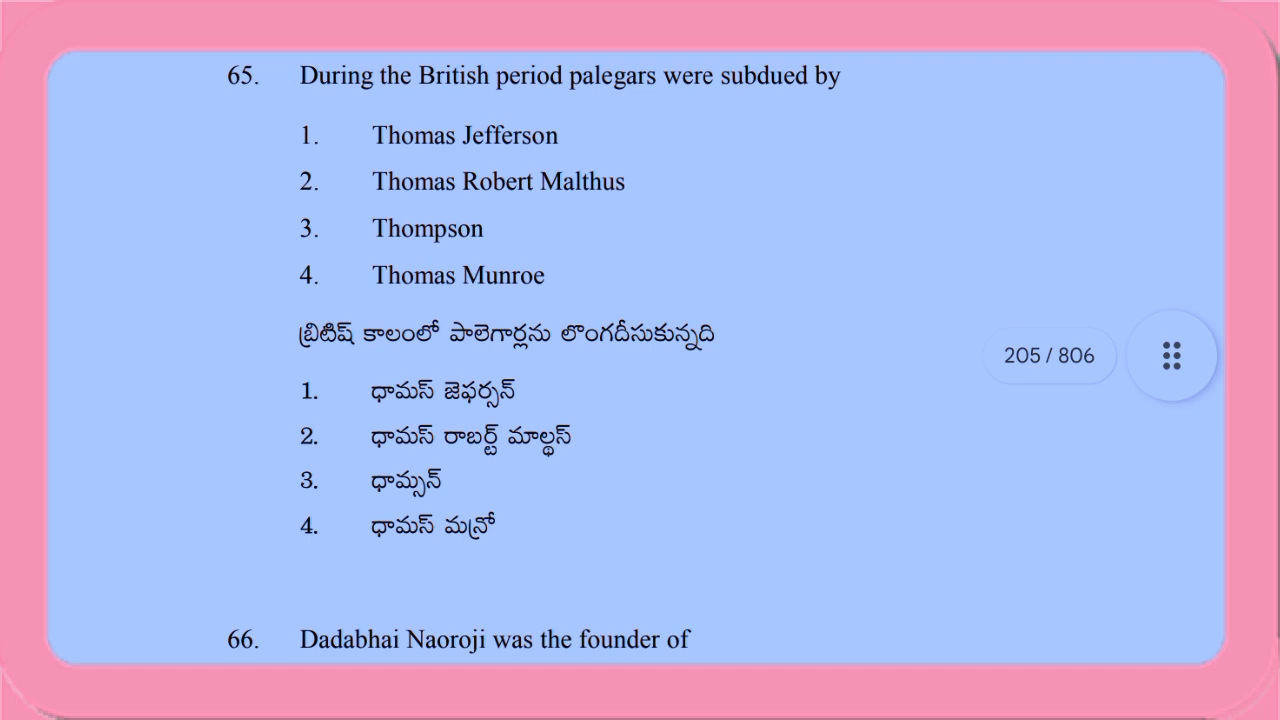 65. During the British period palegars were subdued by
1. Thomas Jefferson
2. Thomas Robert Malthus
3. Thompson
4. Thomas Munroe
బ్రిటిష్ కాలంలో పాలెగార్లను లొంగదీసుకున్నది
1. ధామస్ జెఫర్సన్
2. ధామస్ రాబర్ట్ మాల్థస్
3. ధామ్సన్
4. ధామస్ మన్రో
205 / 806
66. Dadabhai Naoroji was the founder of